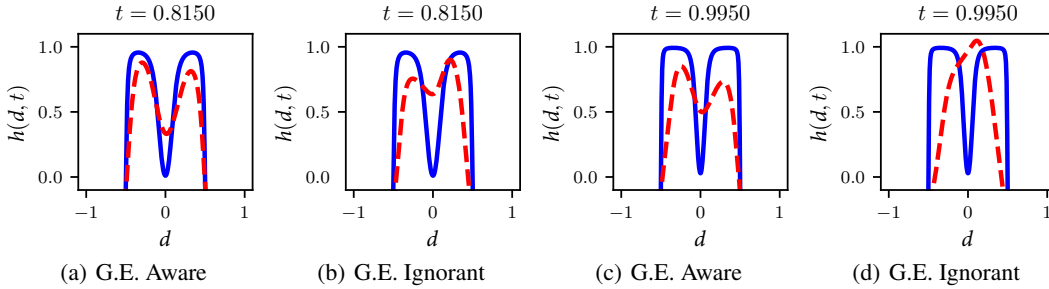 t = 0.8150
h(d, t)
1.0
0.5
0.0
−1
0
1
d
(a) G.E. Aware
t = 0.8150
h(d, t)
1.0
0.5
0.0
−1
0
1
d
(b) G.E. Ignorant
t = 0.9950
h(d, t)
1.0
0.5
0.0
−1
0
1
d
(c) G.E. Aware
t = 0.9950
h(d, t)
1.0
0.5
0.0
−1
0
1
d
(d) G.E. Ignorant